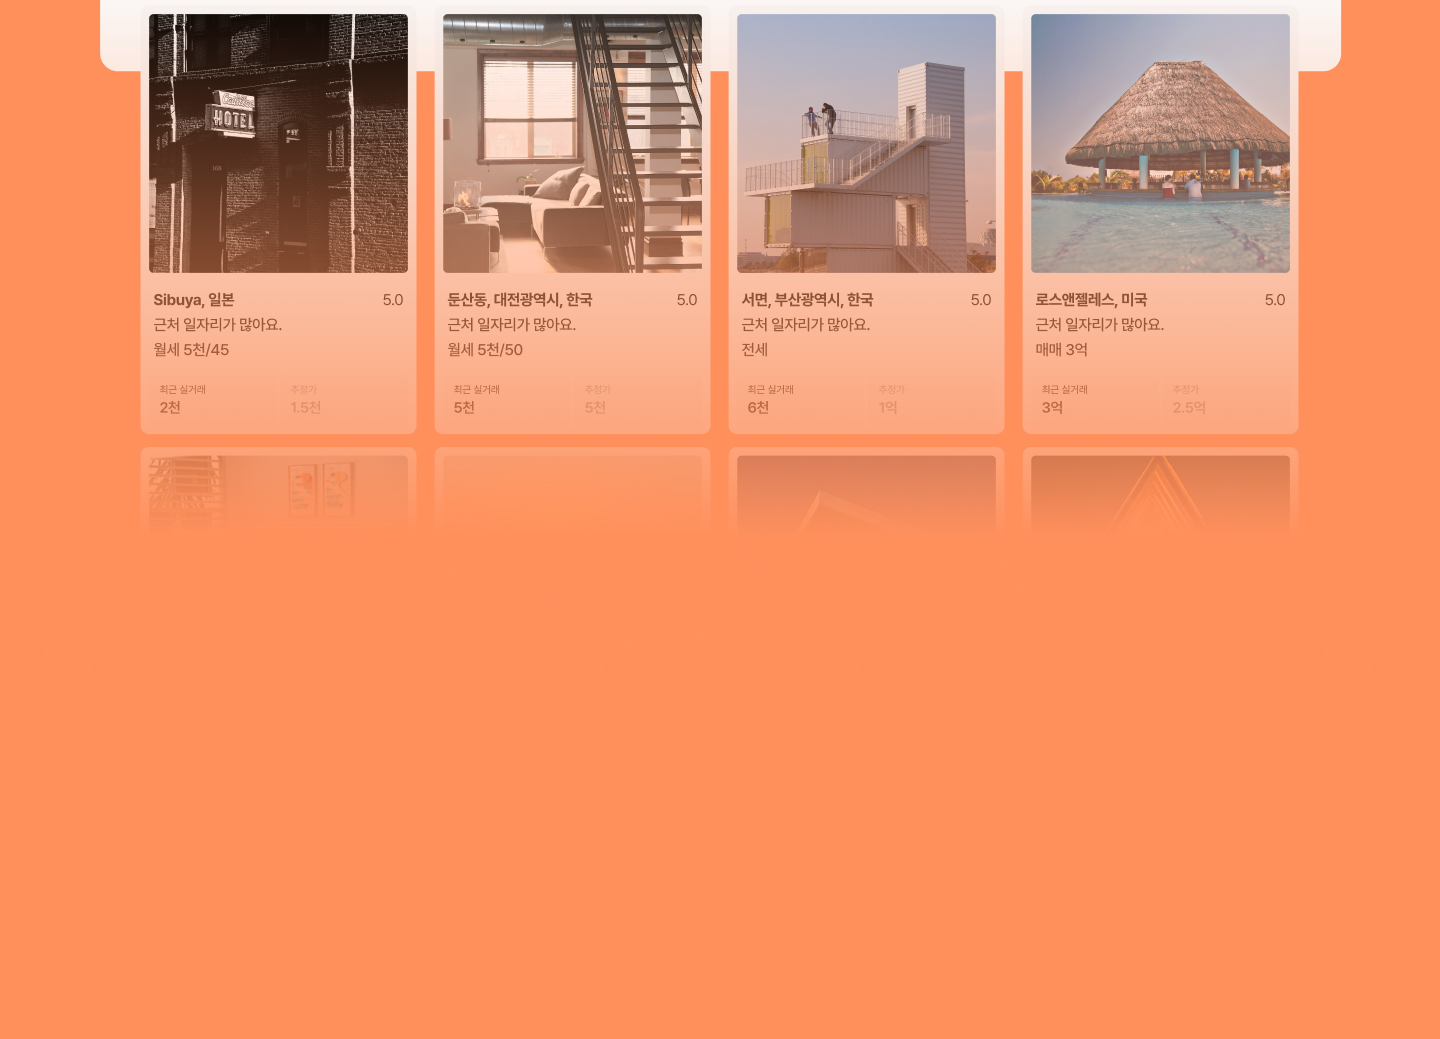 HOTEL
Sibuya, 일본 5.0
근처 일자리가 많아요.
월세 5천/45
최근 실거래 추정가
2천 1.5천
둔산동, 대전광역시, 한국 5.0
근처 일자리가 많아요.
월세 5천/50
최근 실거래 추정가
5천 5천
서면, 부산광역시, 한국 5.0
근처 일자리가 많아요.
전세
최근 실거래 추정가
6천 1억
로스앤젤레스, 미국 5.0
근처 일자리가 많아요.
매매 3억
최근 실거래 추정가
3억 2.5억